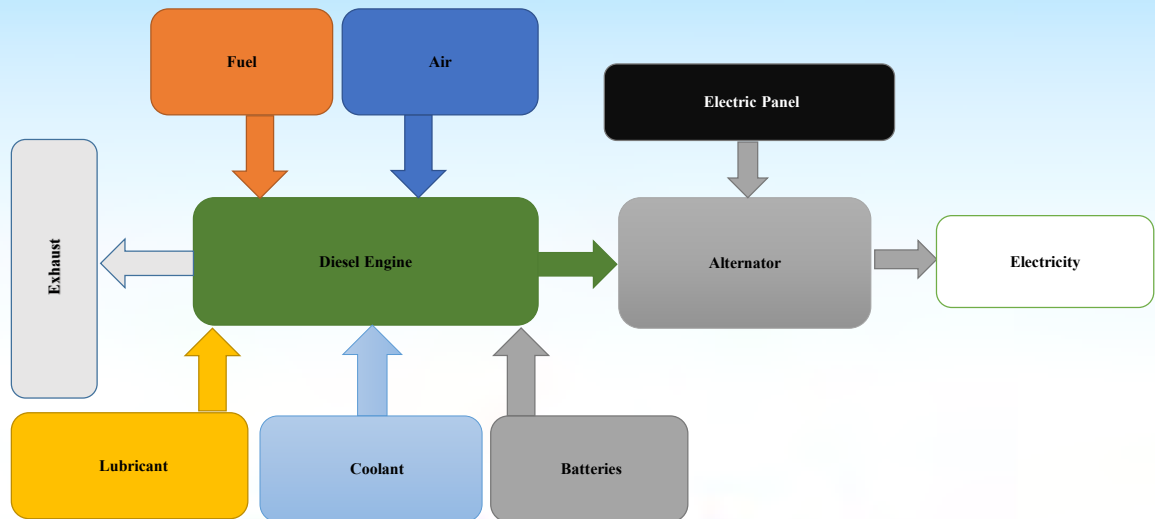 Fuel
Air
Electric Panel
Exhaust
Diesel Engine
Alternator
Electricity
Lubricant
Coolant
Batteries